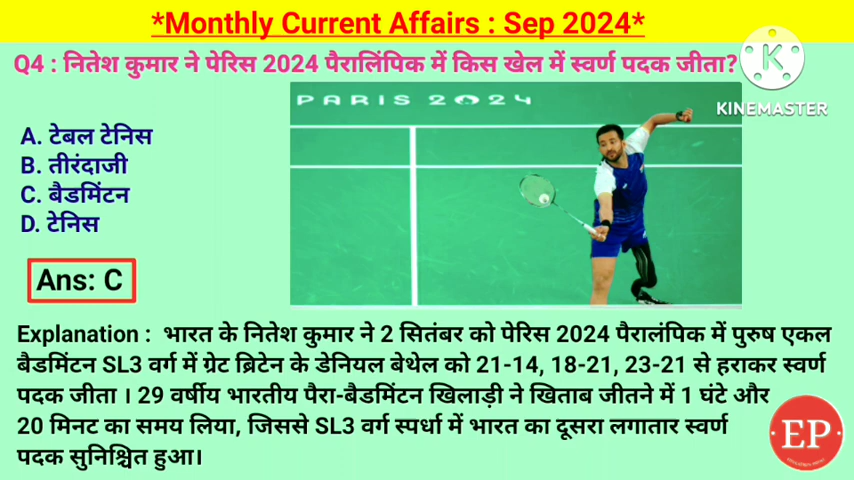 *Monthly Current Affairs : Sep 2024*
Q4 : नितेश कुमार ने पेरिस 2024 पैरालिंपिक में किस खेल में स्वर्ण पदक जीता?
K
KINEMASTER
PARIS 2024
A. टेबल टेनिस
B. तीरंदाजी
C. बैडमिंटन
D. टेनिस
Ans: C
Explanation : भारत के नितेश कुमार ने 2 सितंबर को पेरिस 2024 पैरालंपिक में पुरुष एकल
बैडमिंटन SL3 वर्ग में ग्रेट ब्रिटेन के डेनियल बेथेल को 21-14, 18-21, 23-21 से हराकर स्वर्ण
पदक जीता । 29 वर्षीय भारतीय पैरा-बैडमिंटन खिलाड़ी ने खिताब जीतने में 1 घंटे और
20 मिनट का समय लिया, जिससे SL3 वर्ग स्पर्धा में भारत का दूसरा लगातार स्वर्ण
पदक सुनिश्चित हुआ।
EP